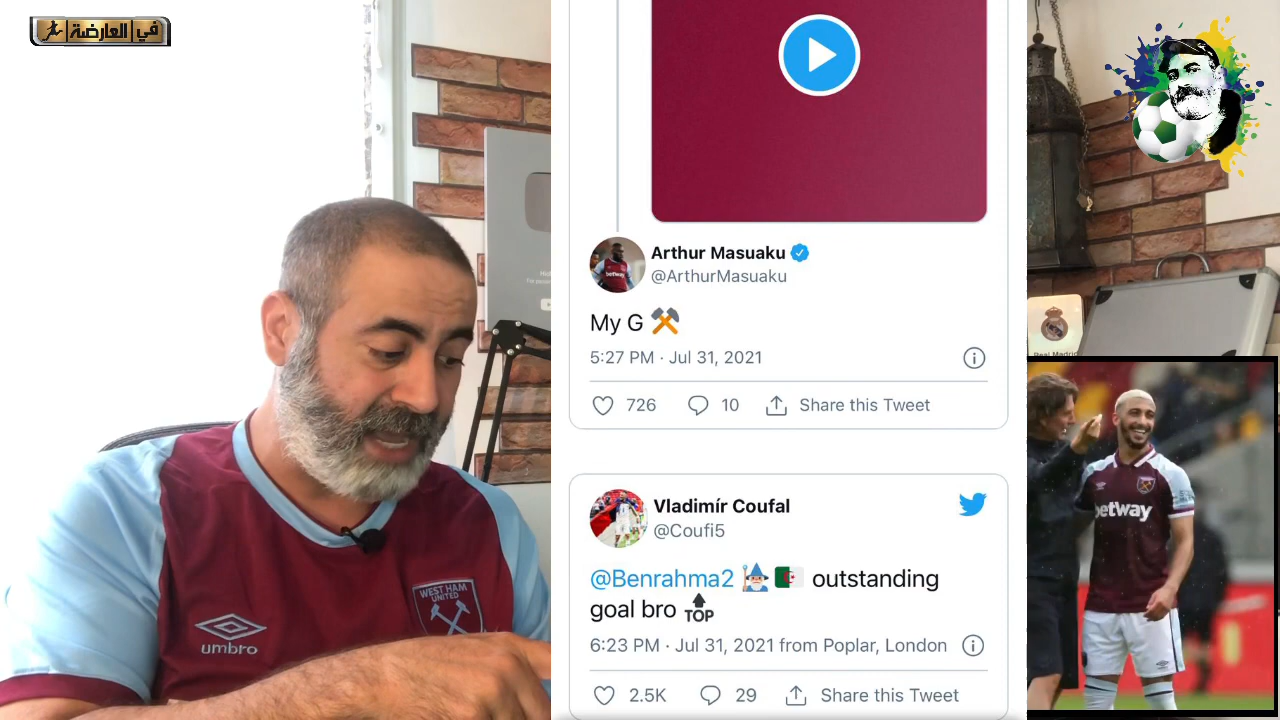 في العارضة
Arthur Masuaku
@ArthurMasuaku
My G ⚒
5:27 PM · Jul 31, 2021
726 10 Share this Tweet
Vladimír Coufal
@Coufi5
@Benrahma2 🧙‍♂️🇩🇿 outstanding
goal bro 🔝
6:23 PM · Jul 31, 2021 from Poplar, London
2.5K 29 Share this Tweet
WEST HAM
UNITED
umbro
Real Madrid
betway